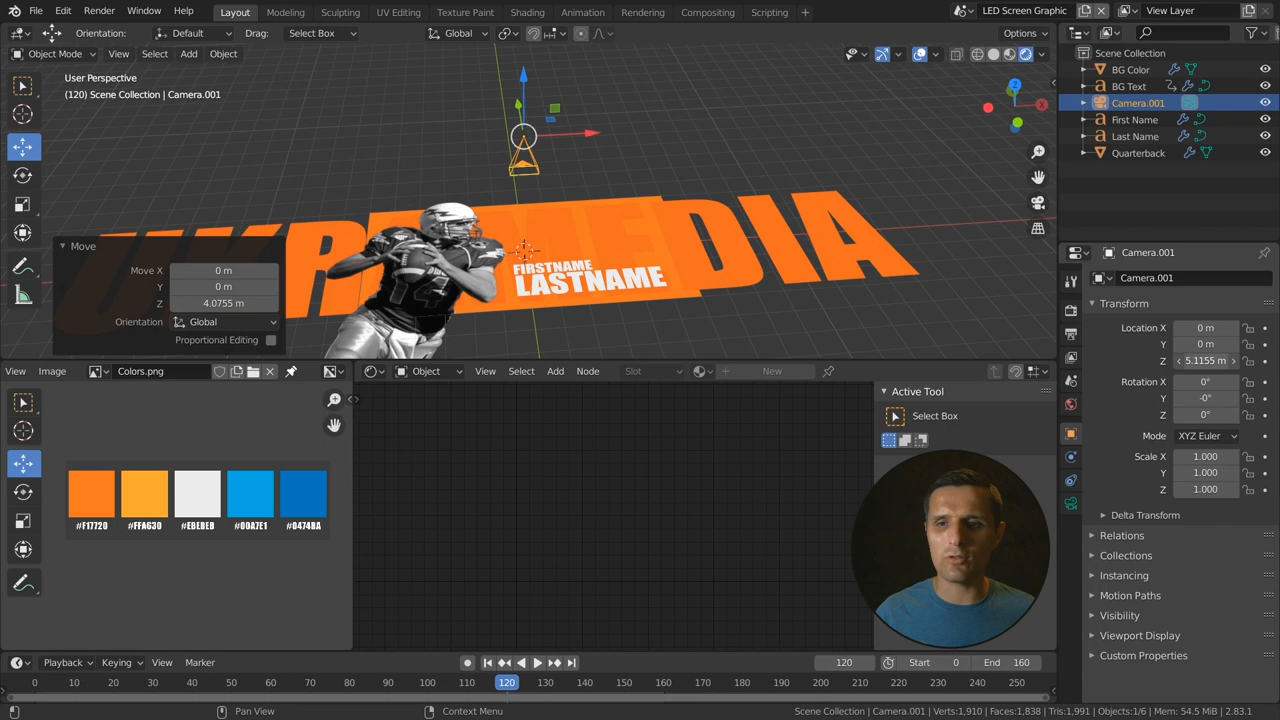 File Edit Render Window Help Layout Modeling Sculpting UV Editing Texture Paint Shading Animation Rendering Compositing Scripting + LED Screen Graphic View Layer
Orientation: Default Drag: Select Box Global Options
Object Mode View Select Add Object
User Perspective
(120) Scene Collection | Camera.001
Z
X
DIA
FIRSTNAME
LASTNAME
Move
Move X 0 m
Y 0 m
Z 4.0755 m
Orientation Global
Proportional Editing
Scene Collection
BG Color
BG Text
Camera.001
First Name
Last Name
Quarterback
Camera.001
Camera.001
Transform
Location X 0 m
Y 0 m
Z 5.1155 m
Rotation X 0°
Y -0°
Z 0°
Mode XYZ Euler
Scale X 1.000
Y 1.000
Z 1.000
Delta Transform
Relations
Collections
Instancing
Motion Paths
Visibility
Viewport Display
Custom Properties
View Image Colors.png
#F17720 #FFA630 #EBEBEB #00A7E1 #0474BA
Object View Select Add Node Slot New
Active Tool
Select Box
Playback Keying View Marker 120 Start 0 End 160
0 10 20 30 40 50 60 70 80 90 100 110 120 130 140 150 160 170 180 190 200 210 220 230 240 250
Pan View Context Menu Scene Collection | Camera.001 | Verts:1,910 | Faces:1,838 | Tris:1,991 | Objects:1/6 | Mem: 54.5 MiB | 2.83.1